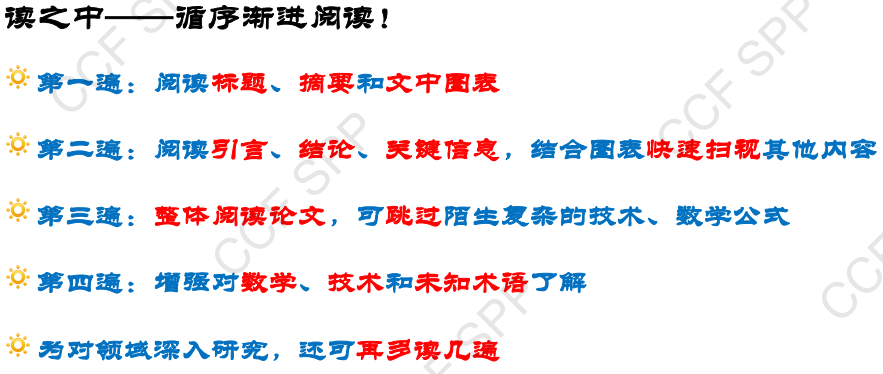 读之中——循序渐进阅读！
第一遍：阅读标题、摘要和文中图表
第二遍：阅读引言、结论、关键信息，结合图表快速扫视其他内容
第三遍：整体阅读论文，可跳过陌生复杂的技术、数学公式
第四遍：增强对数学、技术和未知术语了解
为对领域深入研究，还可再多读几遍
CCF SPP
CCF SPP
CCF SPP
CCF SPP
CCF